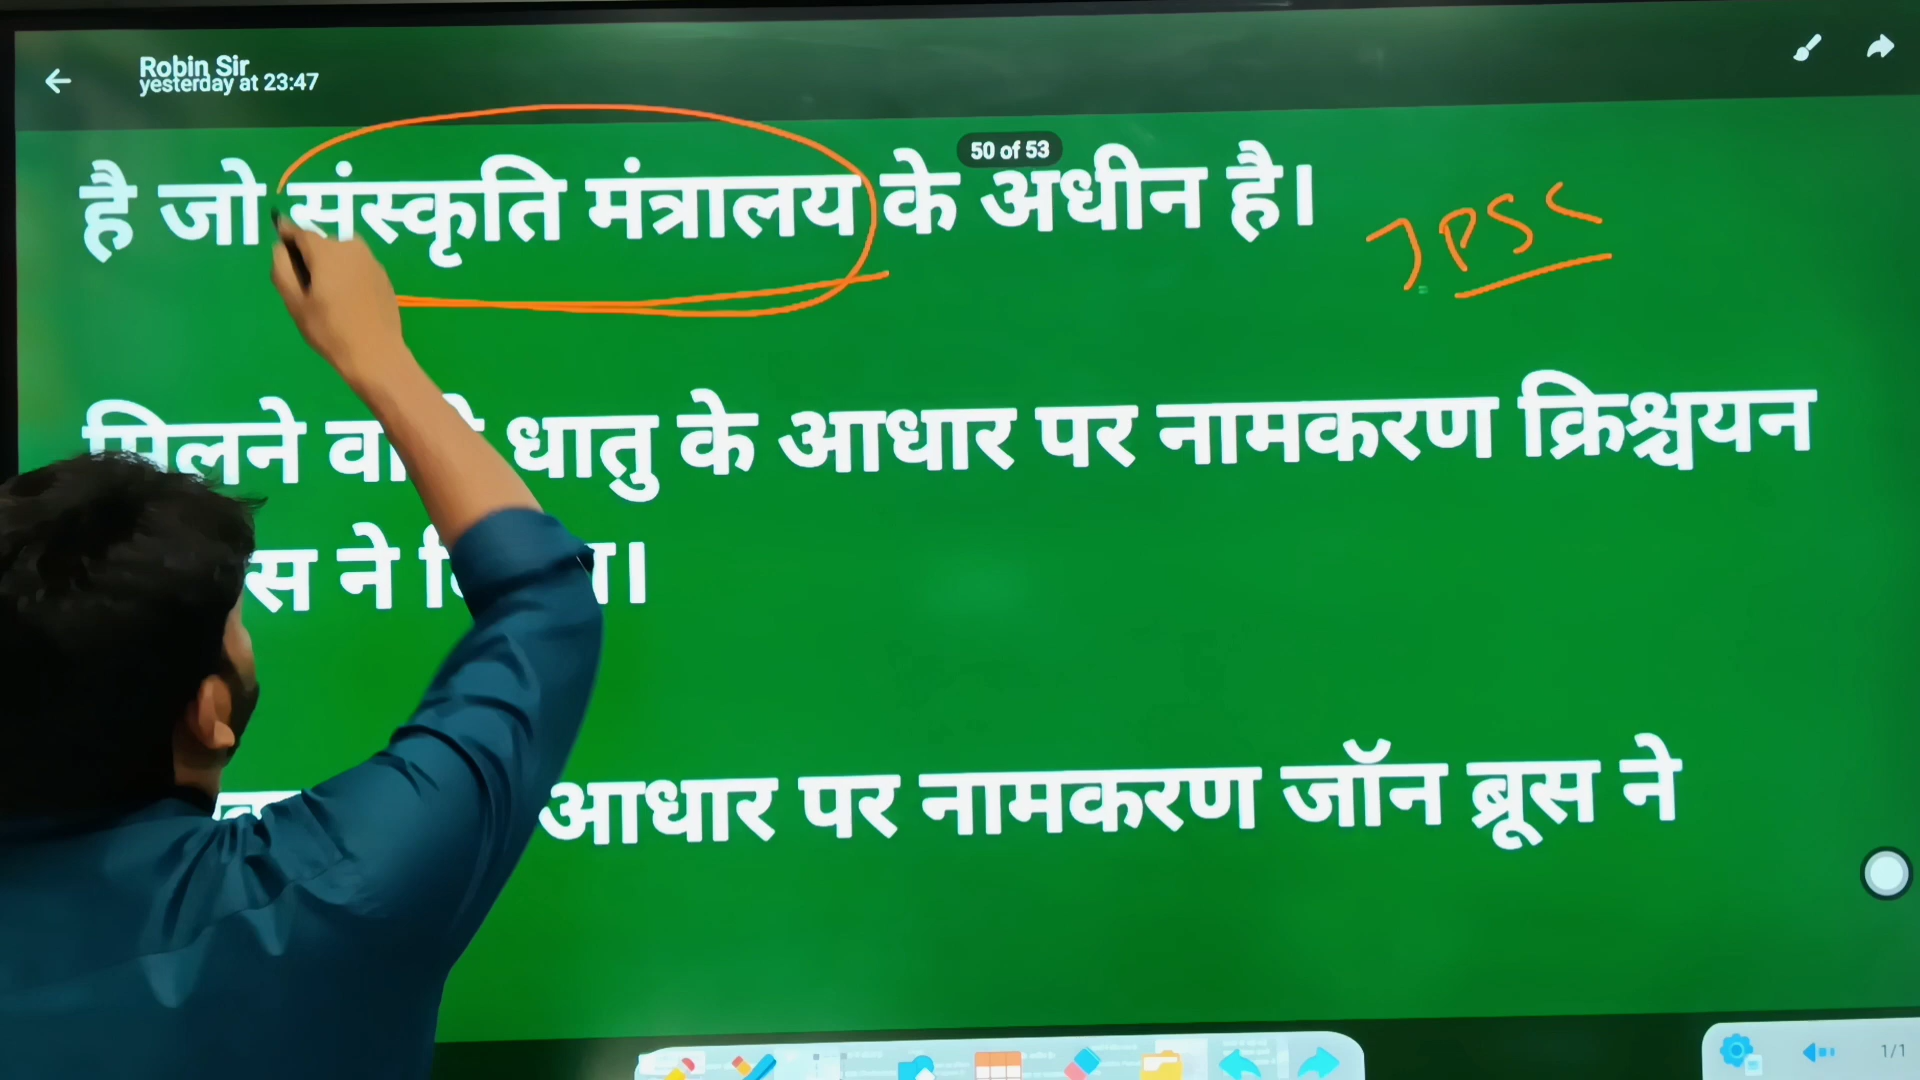 Robin Sir
yesterday at 23:47
50 of 53
है जो संस्कृति मंत्रालय के अधीन है।
JPSC
मिलने धातु के आधार पर नामकरण क्रिश्चयन
ने
आधार पर नामकरण जॉन ब्रूस ने
1/1